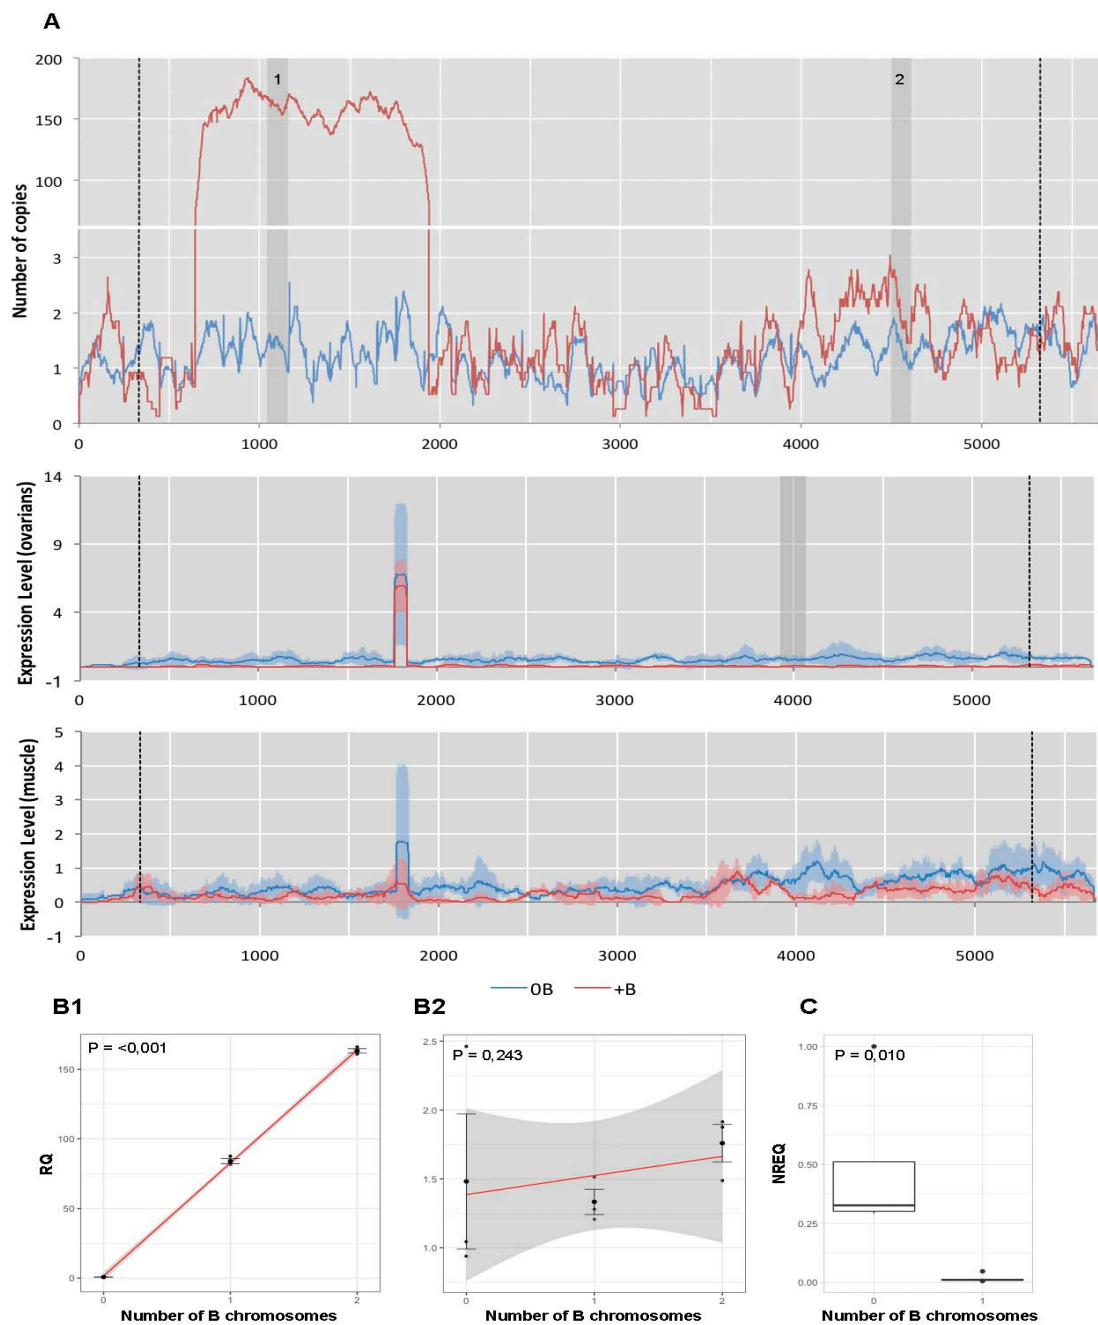 A
Number of copies
200
150
100
3
2
1
0
1
2
0 1000 2000 3000 4000 5000
Expression Level (ovarians)
14
9
4
-1
0 1000 2000 3000 4000 5000
Expression Level (muscle)
5
4
3
2
1
0
-1
0 1000 2000 3000 4000 5000
0B +B
B1
P = <0,001
RQ
150
100
50
0
0 1 2
Number of B chromosomes
B2
P = 0,243
2.5
2.0
1.5
1.0
0 1 2
Number of B chromosomes
C
P = 0,010
NREQ
1.00
0.75
0.50
0.25
0.00
0 1
Number of B chromosomes